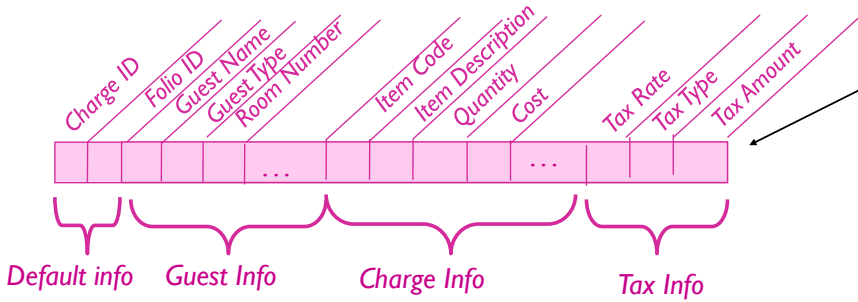 Charge ID
Folio ID
Guest Name
Guest Type
Room Number
Item Code
Item Description
Quantity
Cost
Tax Rate
Tax Type
Tax Amount
...
...
Default info
Guest Info
Charge Info
Tax Info